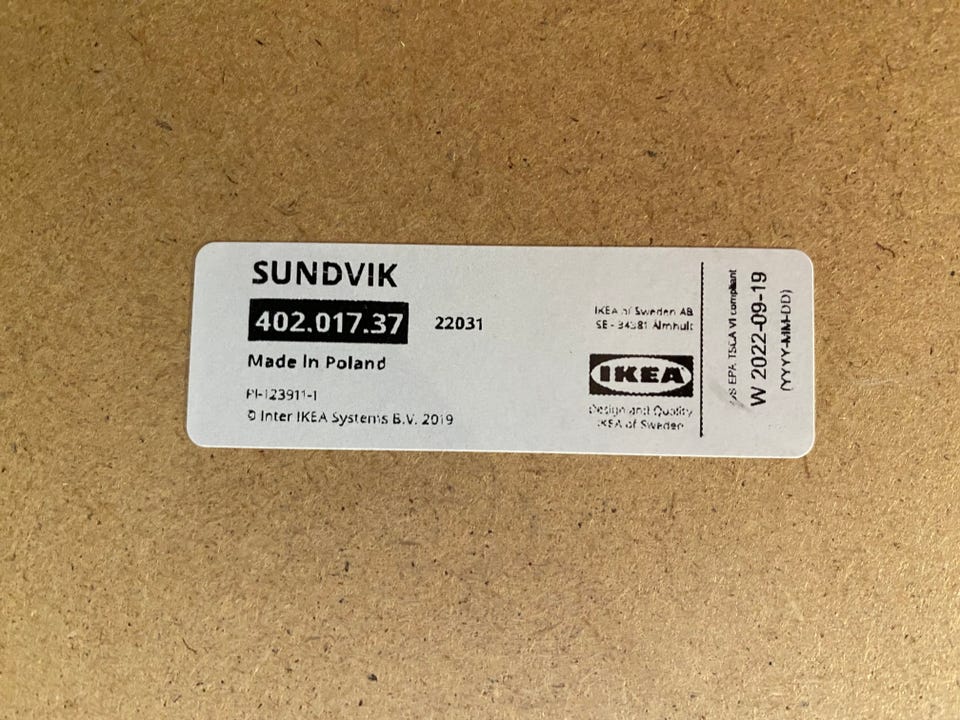 SUNDVIK
402.017.37 22031
Made In Poland
PI-123911-1
© Inter IKEA Systems B.V. 2019
IKEA of Sweden AB
SE - 34381 Älmhult
IKEA
Design and Quality
IKEA of Sweden
US EPA TSCA VI compliant
W 2022-09-19
(YYYY-MM-DD)